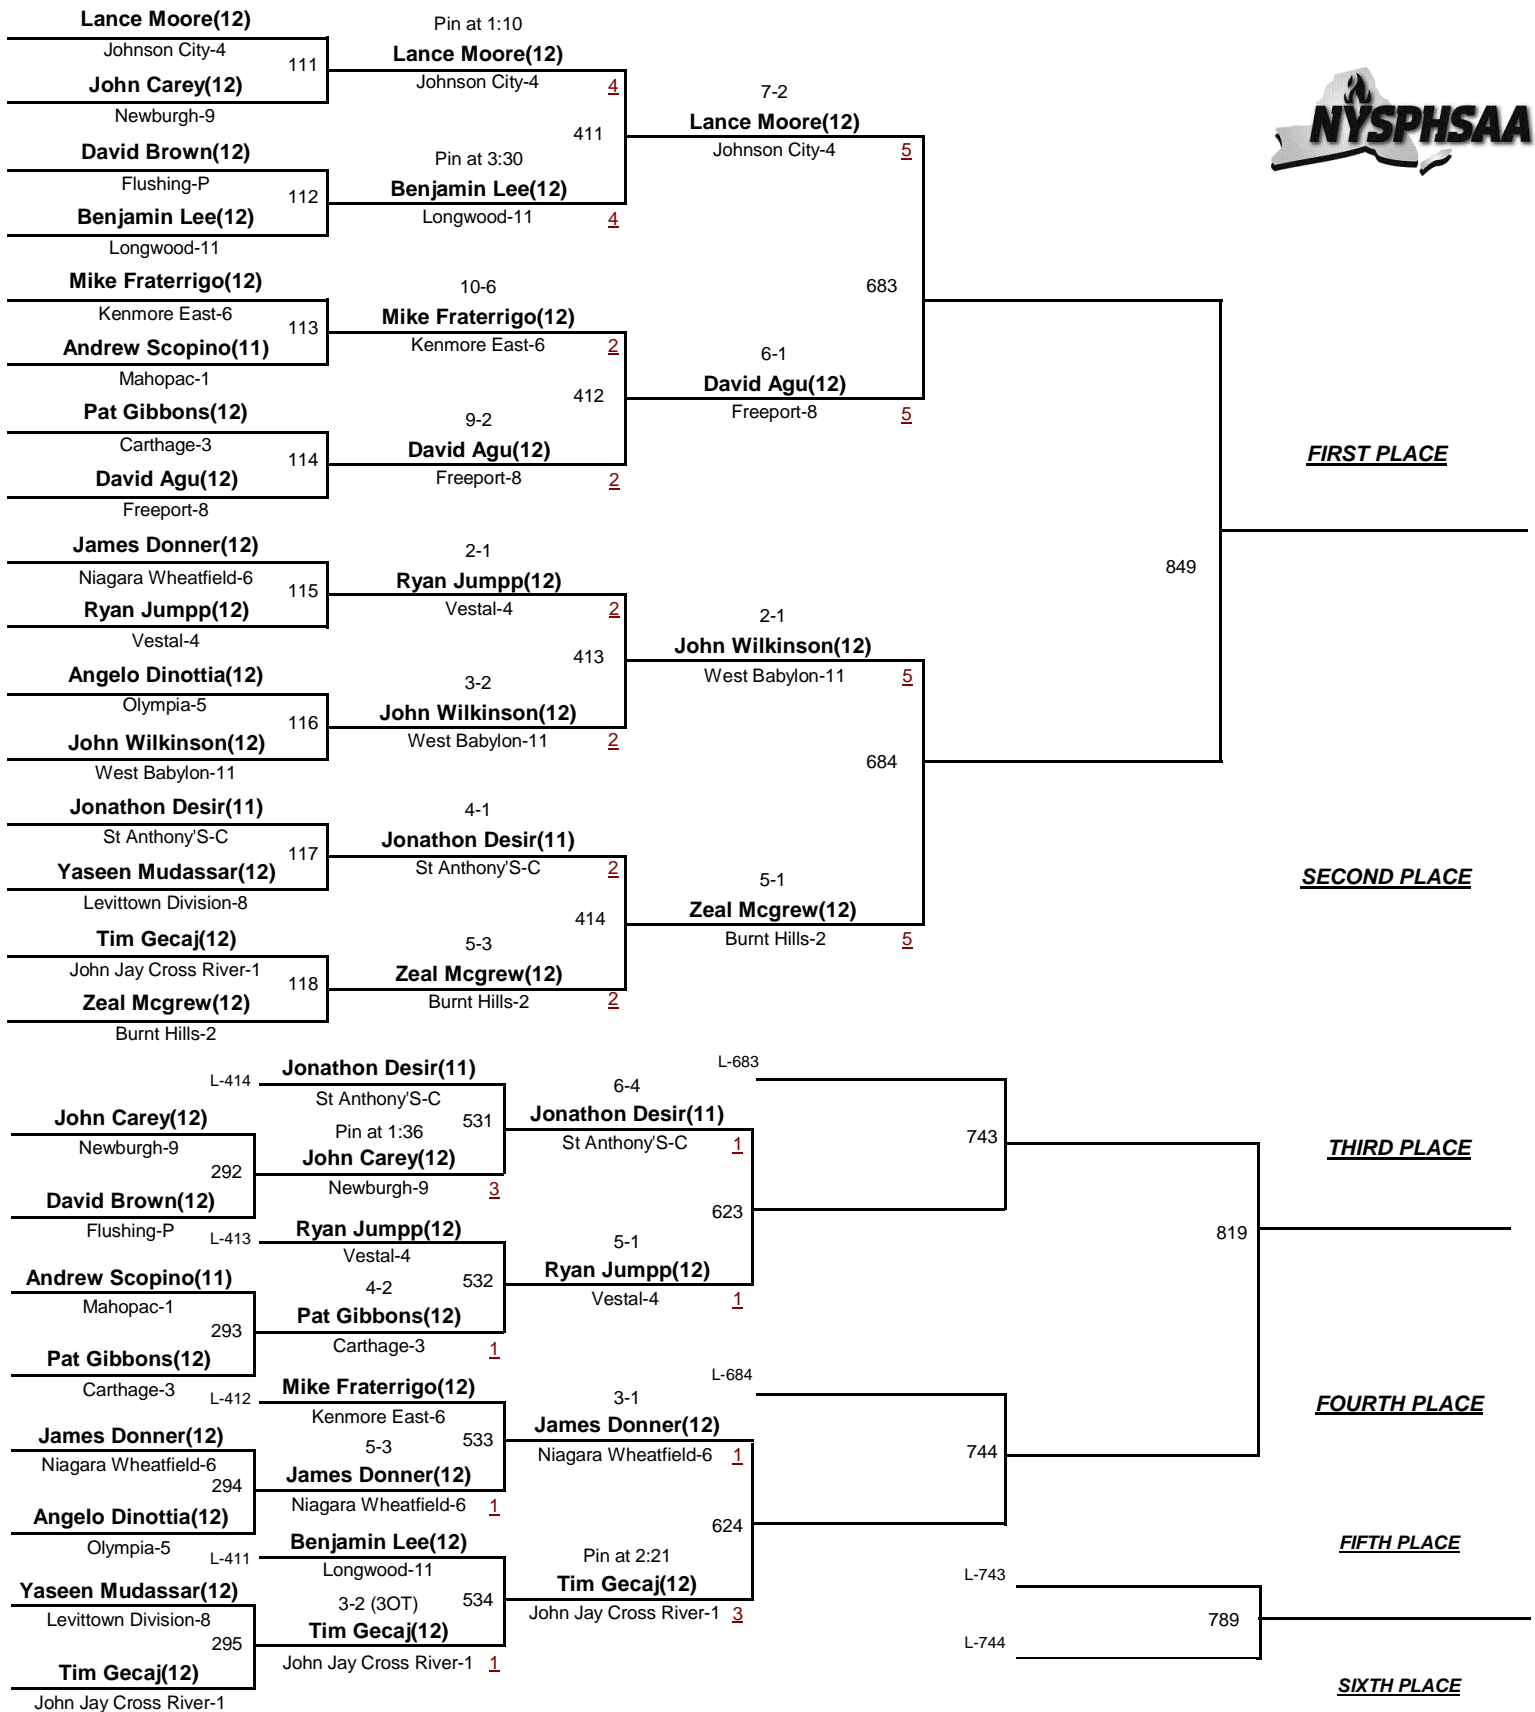 Lance Moore(12)
Johnson City-4
111
John Carey(12)
Newburgh-9
David Brown(12)
Flushing-P
112
Benjamin Lee(12)
Longwood-11
Mike Fraterrigo(12)
Kenmore East-6
113
Andrew Scopino(11)
Mahopac-1
Pat Gibbons(12)
Carthage-3
114
David Agu(12)
Freeport-8
James Donner(12)
Niagara Wheatfield-6
115
Ryan Jumpp(12)
Vestal-4
Angelo Dinottia(12)
Olympia-5
116
John Wilkinson(12)
West Babylon-11
Jonathon Desir(11)
St Anthony'S-C
117
Yaseen Mudassar(12)
Levittown Division-8
Tim Gecaj(12)
John Jay Cross River-1
118
Zeal Mcgrew(12)
Burnt Hills-2
Pin at 1:10
Lance Moore(12)
Johnson City-4
4
411
Pin at 3:30
Benjamin Lee(12)
Longwood-11
4
10-6
Mike Fraterrigo(12)
Kenmore East-6
2
412
9-2
David Agu(12)
Freeport-8
2
2-1
Ryan Jumpp(12)
Vestal-4
2
413
3-2
John Wilkinson(12)
West Babylon-11
2
4-1
Jonathon Desir(11)
St Anthony'S-C
2
414
5-3
Zeal Mcgrew(12)
Burnt Hills-2
2
7-2
Lance Moore(12)
Johnson City-4
5
683
6-1
David Agu(12)
Freeport-8
5
2-1
John Wilkinson(12)
West Babylon-11
5
684
5-1
Zeal Mcgrew(12)
Burnt Hills-2
5
849
NYSPHSAA
FIRST PLACE
SECOND PLACE
John Carey(12)
Newburgh-9
292
David Brown(12)
Flushing-P
Andrew Scopino(11)
Mahopac-1
293
Pat Gibbons(12)
Carthage-3
James Donner(12)
Niagara Wheatfield-6
294
Angelo Dinottia(12)
Olympia-5
Yaseen Mudassar(12)
Levittown Division-8
295
Tim Gecaj(12)
John Jay Cross River-1
L-414
Jonathon Desir(11)
St Anthony'S-C
531
Pin at 1:36
John Carey(12)
Newburgh-9
3
L-413
Ryan Jumpp(12)
Vestal-4
532
4-2
Pat Gibbons(12)
Carthage-3
1
L-412
Mike Fraterrigo(12)
Kenmore East-6
533
5-3
James Donner(12)
Niagara Wheatfield-6
1
L-411
Benjamin Lee(12)
Longwood-11
534
3-2 (3OT)
Tim Gecaj(12)
John Jay Cross River-1
1
6-4
Jonathon Desir(11)
St Anthony'S-C
1
623
5-1
Ryan Jumpp(12)
Vestal-4
1
3-1
James Donner(12)
Niagara Wheatfield-6
1
624
Pin at 2:21
Tim Gecaj(12)
John Jay Cross River-1
3
L-683
743
L-684
744
819
L-743
789
L-744
THIRD PLACE
FOURTH PLACE
FIFTH PLACE
SIXTH PLACE